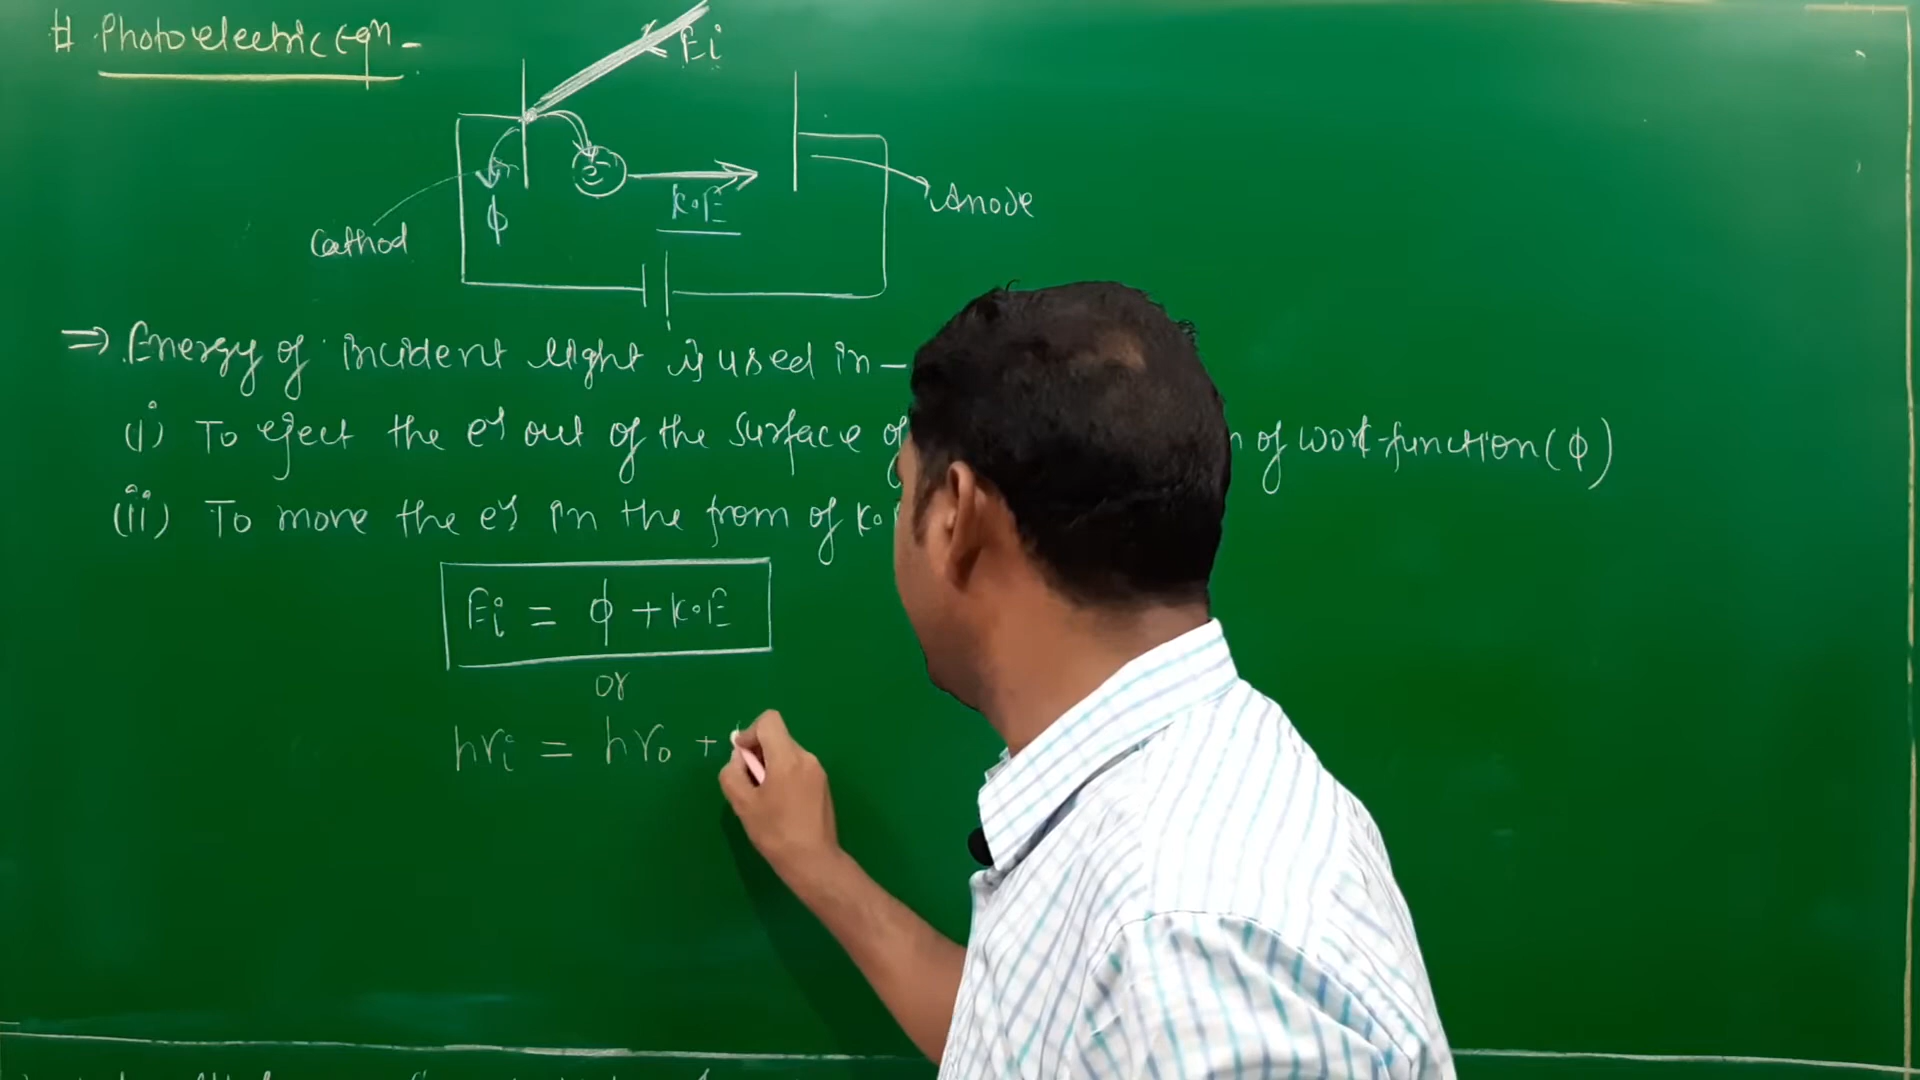 # Photoelectric eqn -
Ei
e-
K.E
ϕ
Cathod
Anode
⇒ Energy of incident light is used in -
(i) To eject the e's out of the surface of work-function (ϕ)
(ii) To move the e's in the from of K.
Ei = ϕ + K.E
or
hνi = hν0 +